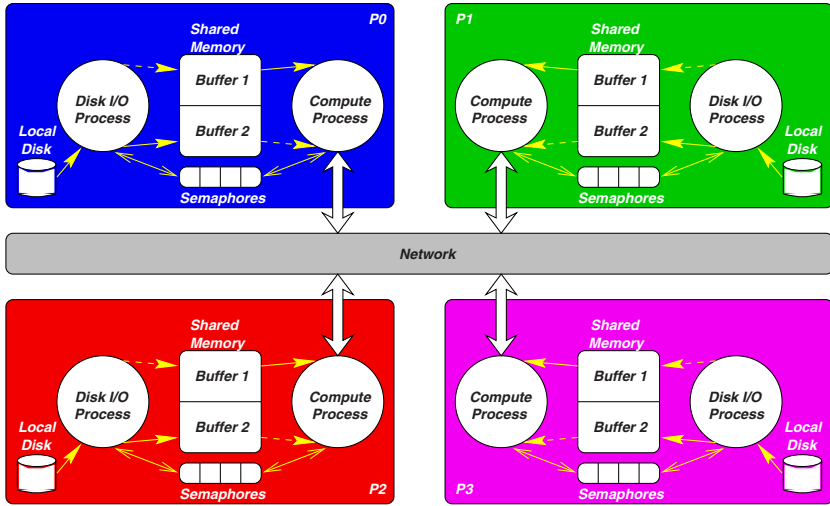 P0
Shared
Memory
Buffer 1
Buffer 2
Disk I/O
Process
Compute
Process
Local
Disk
Semaphores
P1
Shared
Memory
Buffer 1
Buffer 2
Compute
Process
Disk I/O
Process
Local
Disk
Semaphores
Network
Shared
Memory
Buffer 1
Buffer 2
Disk I/O
Process
Compute
Process
Local
Disk
Semaphores
P2
Shared
Memory
Buffer 1
Buffer 2
Compute
Process
Disk I/O
Process
Local
Disk
Semaphores
P3